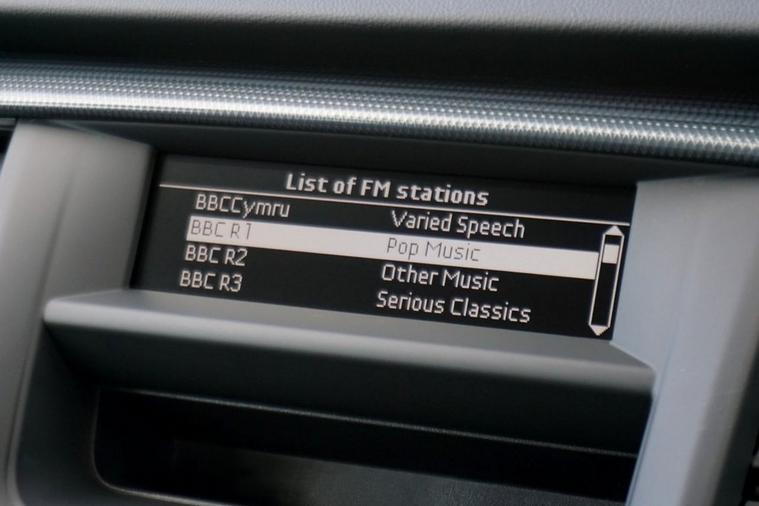 List of FM stations
BBCCymru Varied Speech
BBC R1 Pop Music
BBC R2 Other Music
BBC R3 Serious Classics